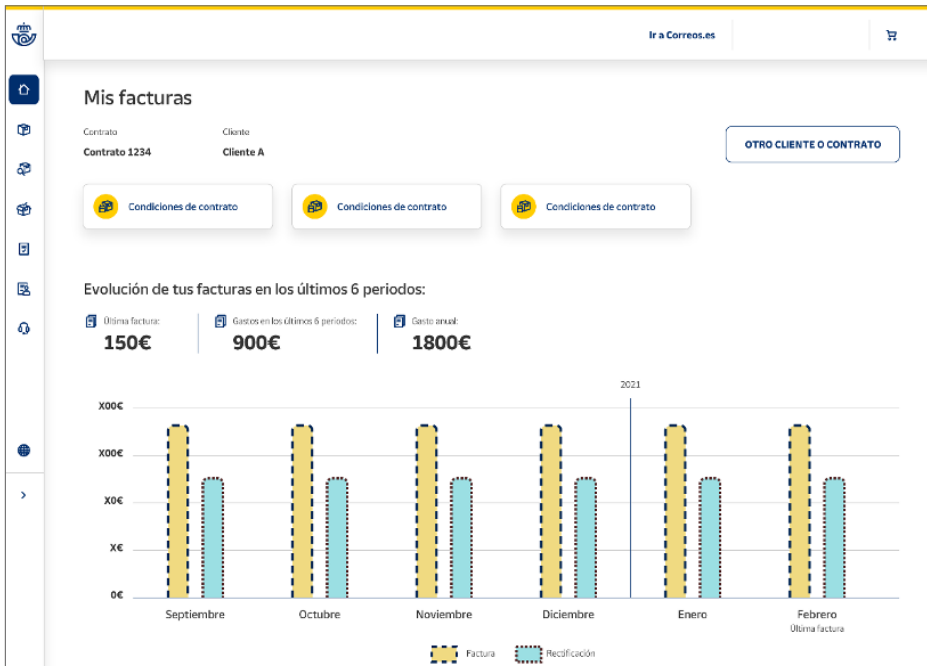 Ir a Correos.es
Mis facturas
Contrato
Cliente
Contrato 1234
Cliente A
OTRO CLIENTE O CONTRATO
Condiciones de contrato
Condiciones de contrato
Condiciones de contrato
Evolución de tus facturas en los últimos 6 periodos:
Última factura:
150€
Gastos en los últimos 6 periodos:
900€
Gasto anual:
1800€
2021
X00€
X00€
X0€
X€
0€
Septiembre
Octubre
Noviembre
Diciembre
Enero
Febrero
Última factura
Factura
Rectificación